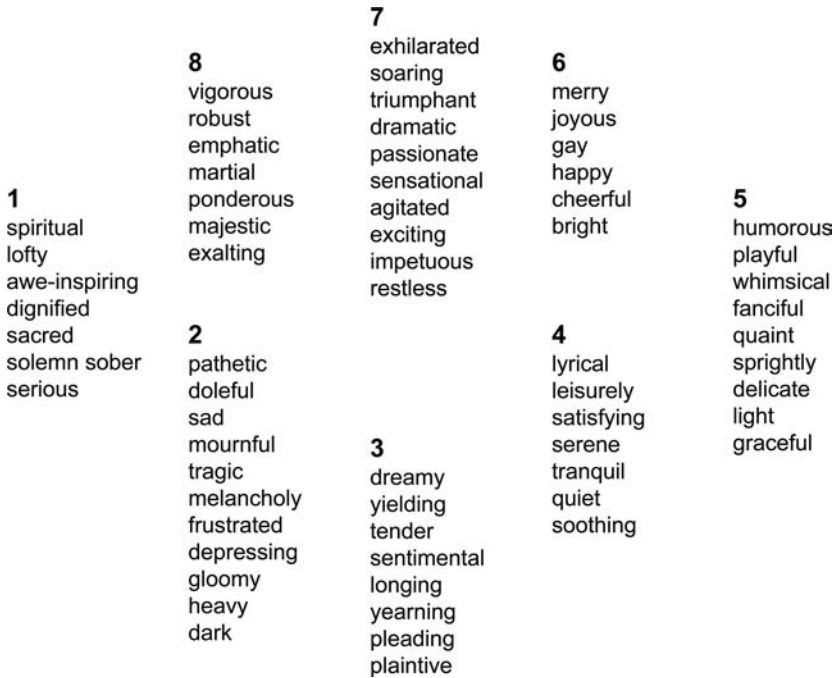 1
spiritual
lofty
awe-inspiring
dignified
sacred
solemn sober
serious
8
vigorous
robust
emphatic
martial
ponderous
majestic
exalting
2
pathetic
doleful
sad
mournful
tragic
melancholy
frustrated
depressing
gloomy
heavy
dark
7
exhilarated
soaring
triumphant
dramatic
passionate
sensational
agitated
exciting
impetuous
restless
3
dreamy
yielding
tender
sentimental
longing
yearning
pleading
plaintive
6
merry
joyous
gay
happy
cheerful
bright
4
lyrical
leisurely
satisfying
serene
tranquil
quiet
soothing
5
humorous
playful
whimsical
fanciful
quaint
sprightly
delicate
light
graceful